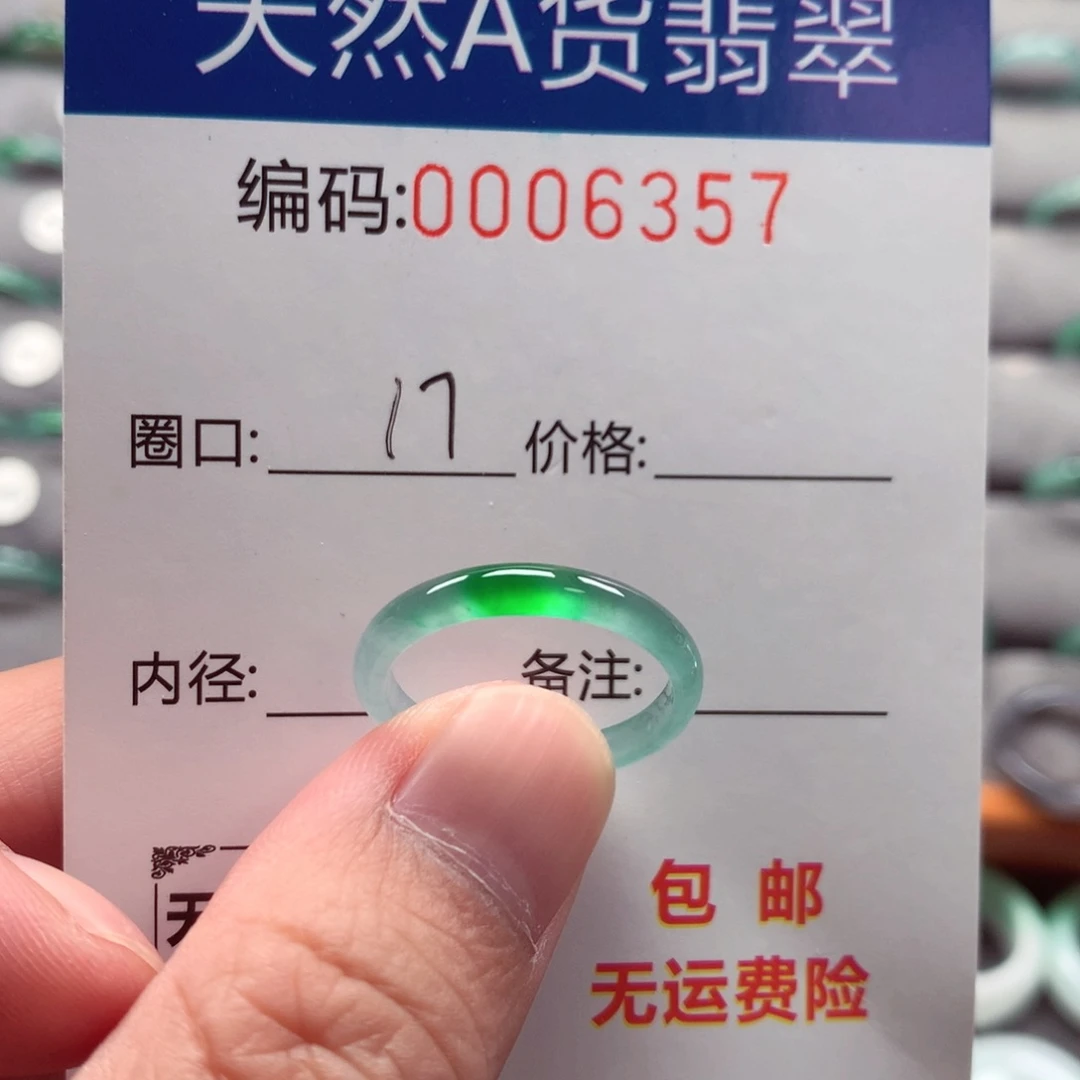 天然A货翡翠
编码:0006357
圈口: 17 价格:
内径: 备注:
包 邮
无运费险